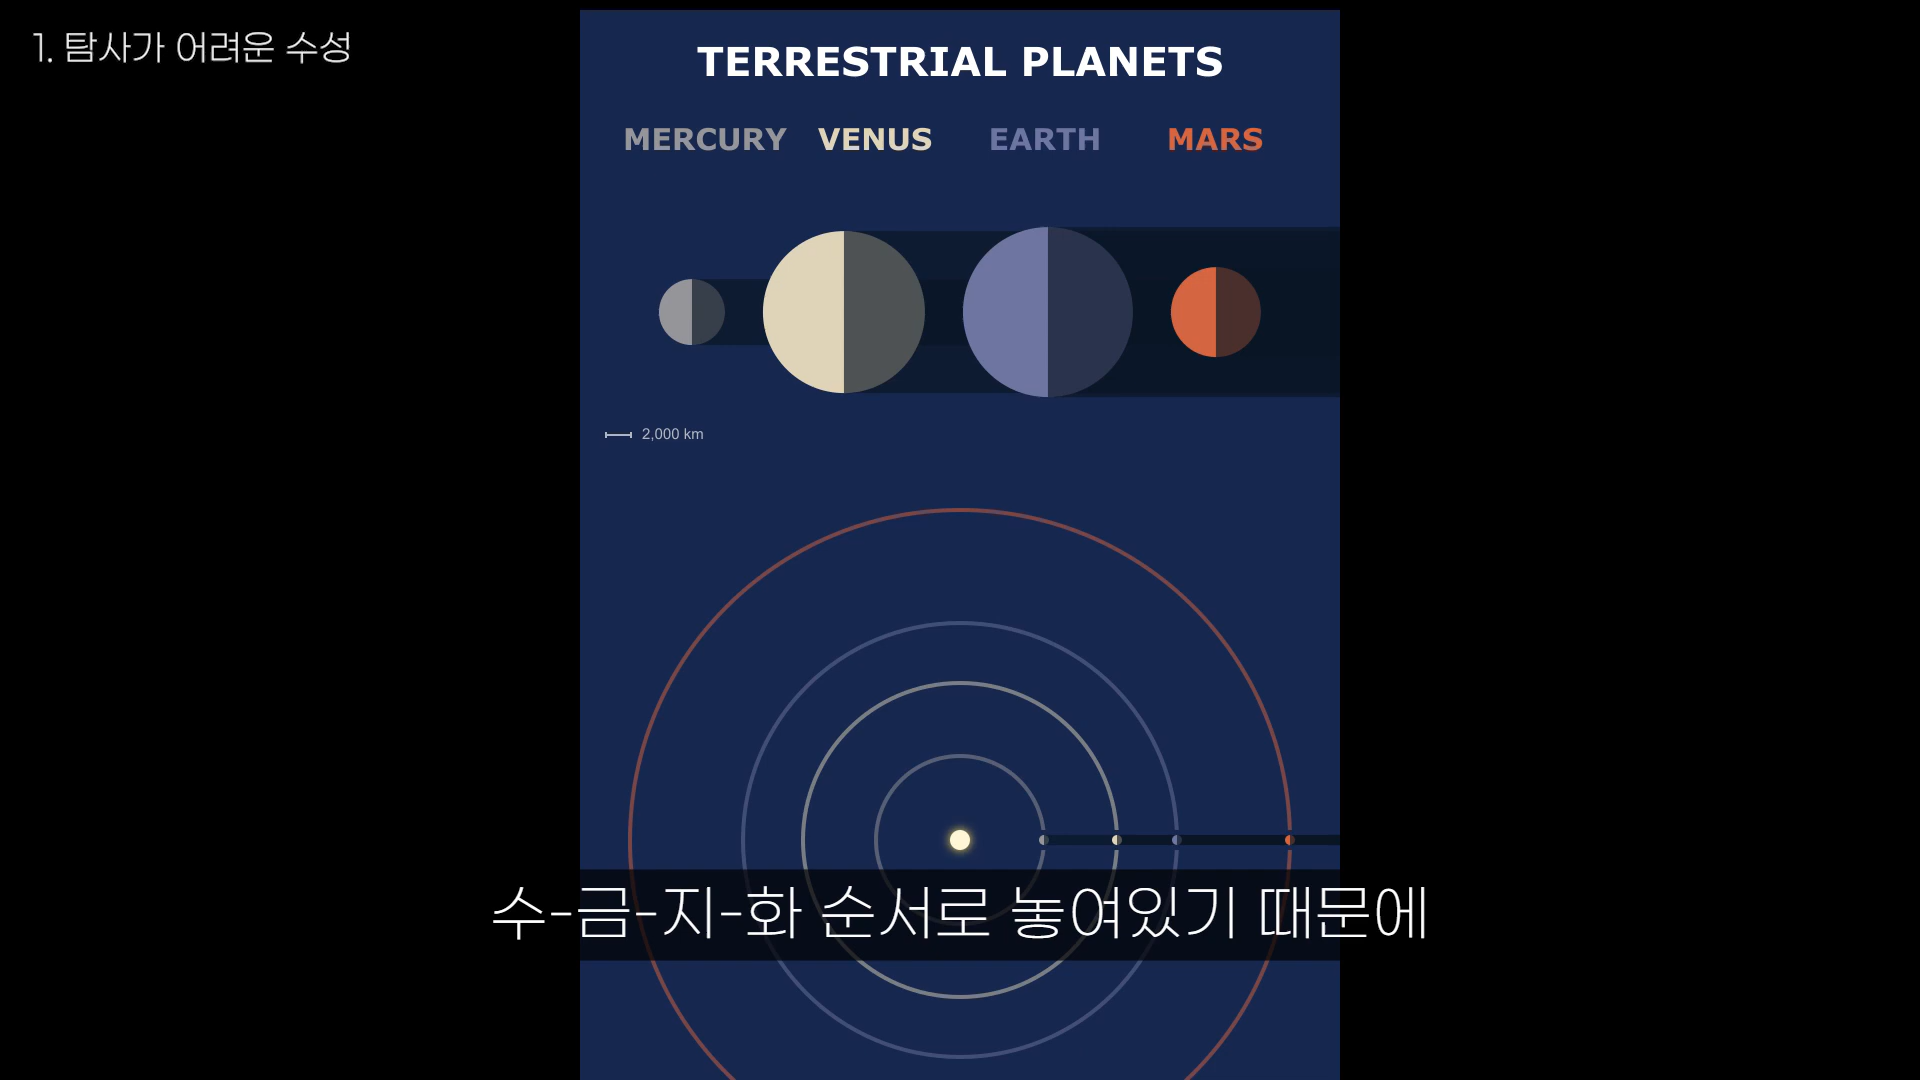 1. 탐사가 어려운 수성
TERRESTRIAL PLANETS
MERCURY VENUS EARTH MARS
2,000 km
수-금-지-화 순서로 놓여있기 때문에